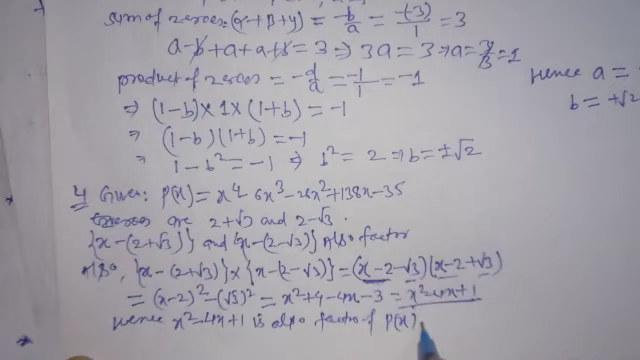 sum of zeroes: (α+β+γ) = -b/a = -(-3)/1 = 3
a-b+a+a+b = 3 ⇒ 3a = 3 ⇒ a = 3/3 = 1
product of zeroes = -d/a = -1/1 = -1
⇒ (1-b) × 1 × (1+b) = -1
⇒ (1-b)(1+b) = -1
⇒ 1-b² = -1 ⇒ b² = 2 ⇒ b = ±√2
Hence a =
b = ±√2
4 Given: P(x) = x⁴-6x³-26x²+138x-35
zeroes are 2+√3 and 2-√3.
{x-(2+√3)} and {x-(2-√3)} Also factor
Also, {x-(2+√3)} × {x-(2-√3)} = (x-2-√3)(x-2+√3)
= (x-2)²-(√3)² = x²+4-4x-3 = x²-4x+1
Hence x²-4x+1 is also factor of P(x)